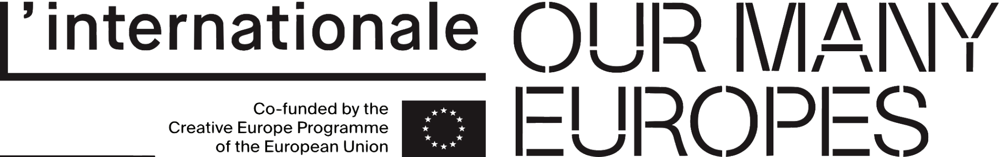 L’internationale
Co-funded by the
Creative Europe Programme
of the European Union
OUR MANY
EUROPES